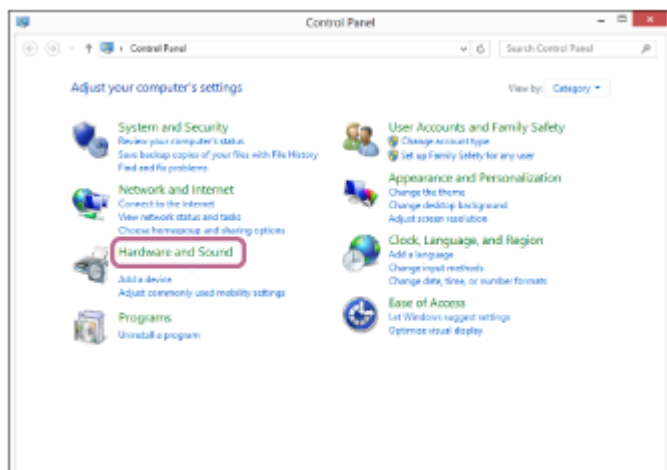 Control Panel
Control Panel
Search Control Panel
Adjust your computer's settings
View by: Category
System and Security
Review your computer's status
Save backup copies of your files with File History
Find and fix problems
Network and Internet
Connect to the Internet
View network status and tasks
Choose homegroup and sharing options
Hardware and Sound
Add a device
Adjust commonly used mobility settings
Programs
Uninstall a program
User Accounts and Family Safety
Change account type
Set up Family Safety for any user
Appearance and Personalization
Change the theme
Change desktop background
Adjust screen resolution
Clock, Language, and Region
Add a language
Change input methods
Change date, time, or number formats
Ease of Access
Let Windows suggest settings
Optimize visual display